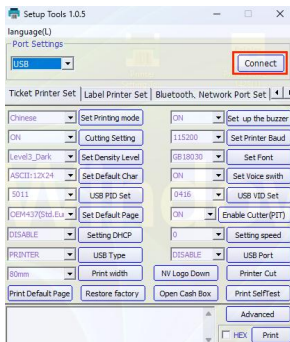 Setup Tools 1.0.5
language(L)
Port Settings
USB
Connect
Ticket Printer Set Label Printer Set Bluetooth、Network Port Set
Chinese Set Printing mode ON Set up the buzzer
ON Cutting Setting 115200 Set Printer Baud
Level3_Dark Set Density Level GB18030 Set Font
ASCII:12X24 Set Default Char ON Set Voice swith
5011 USB PID Set 0416 USB VID Set
OEM437(Std.Eu Set Default Page ON Enable Cutter(PIT)
DISABLE Setting DHCP 0 Setting speed
PRINTER USB Type DISABLE USB Port
80mm Print width NV Logo Down Printer Cut
Print Default Page Restore factory Open Cash Box Print SelfTest
Advanced
HEX Print